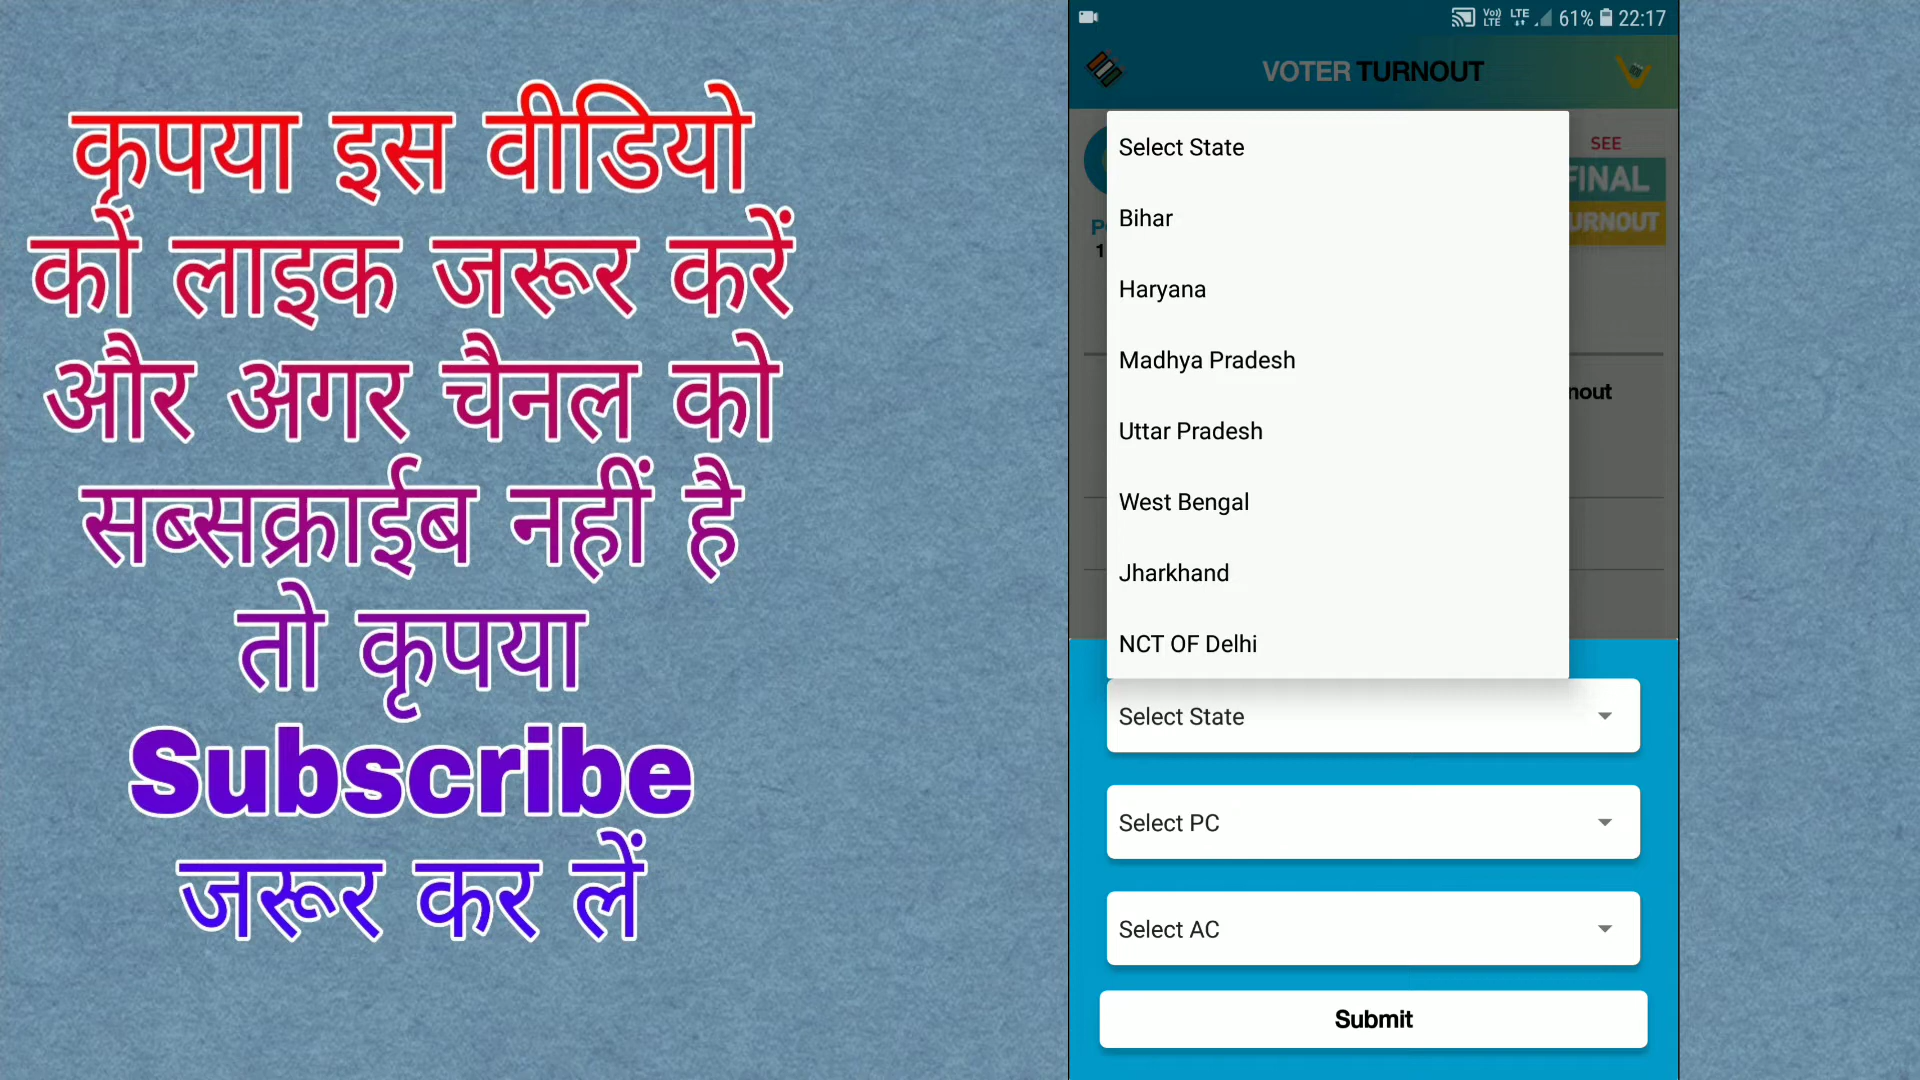 कृपया इस वीडियो
को लाइक जरूर करें
और अगर चैनल को
सब्सक्राईब नहीं है
तो कृपया
Subscribe
जरूर कर लें
61% 22:17
VOTER TURNOUT
SEE
FINAL
URNOUT
Select State
Bihar
Haryana
Madhya Pradesh
Uttar Pradesh
West Bengal
Jharkhand
NCT OF Delhi
nout
Select State
Select PC
Select AC
Submit